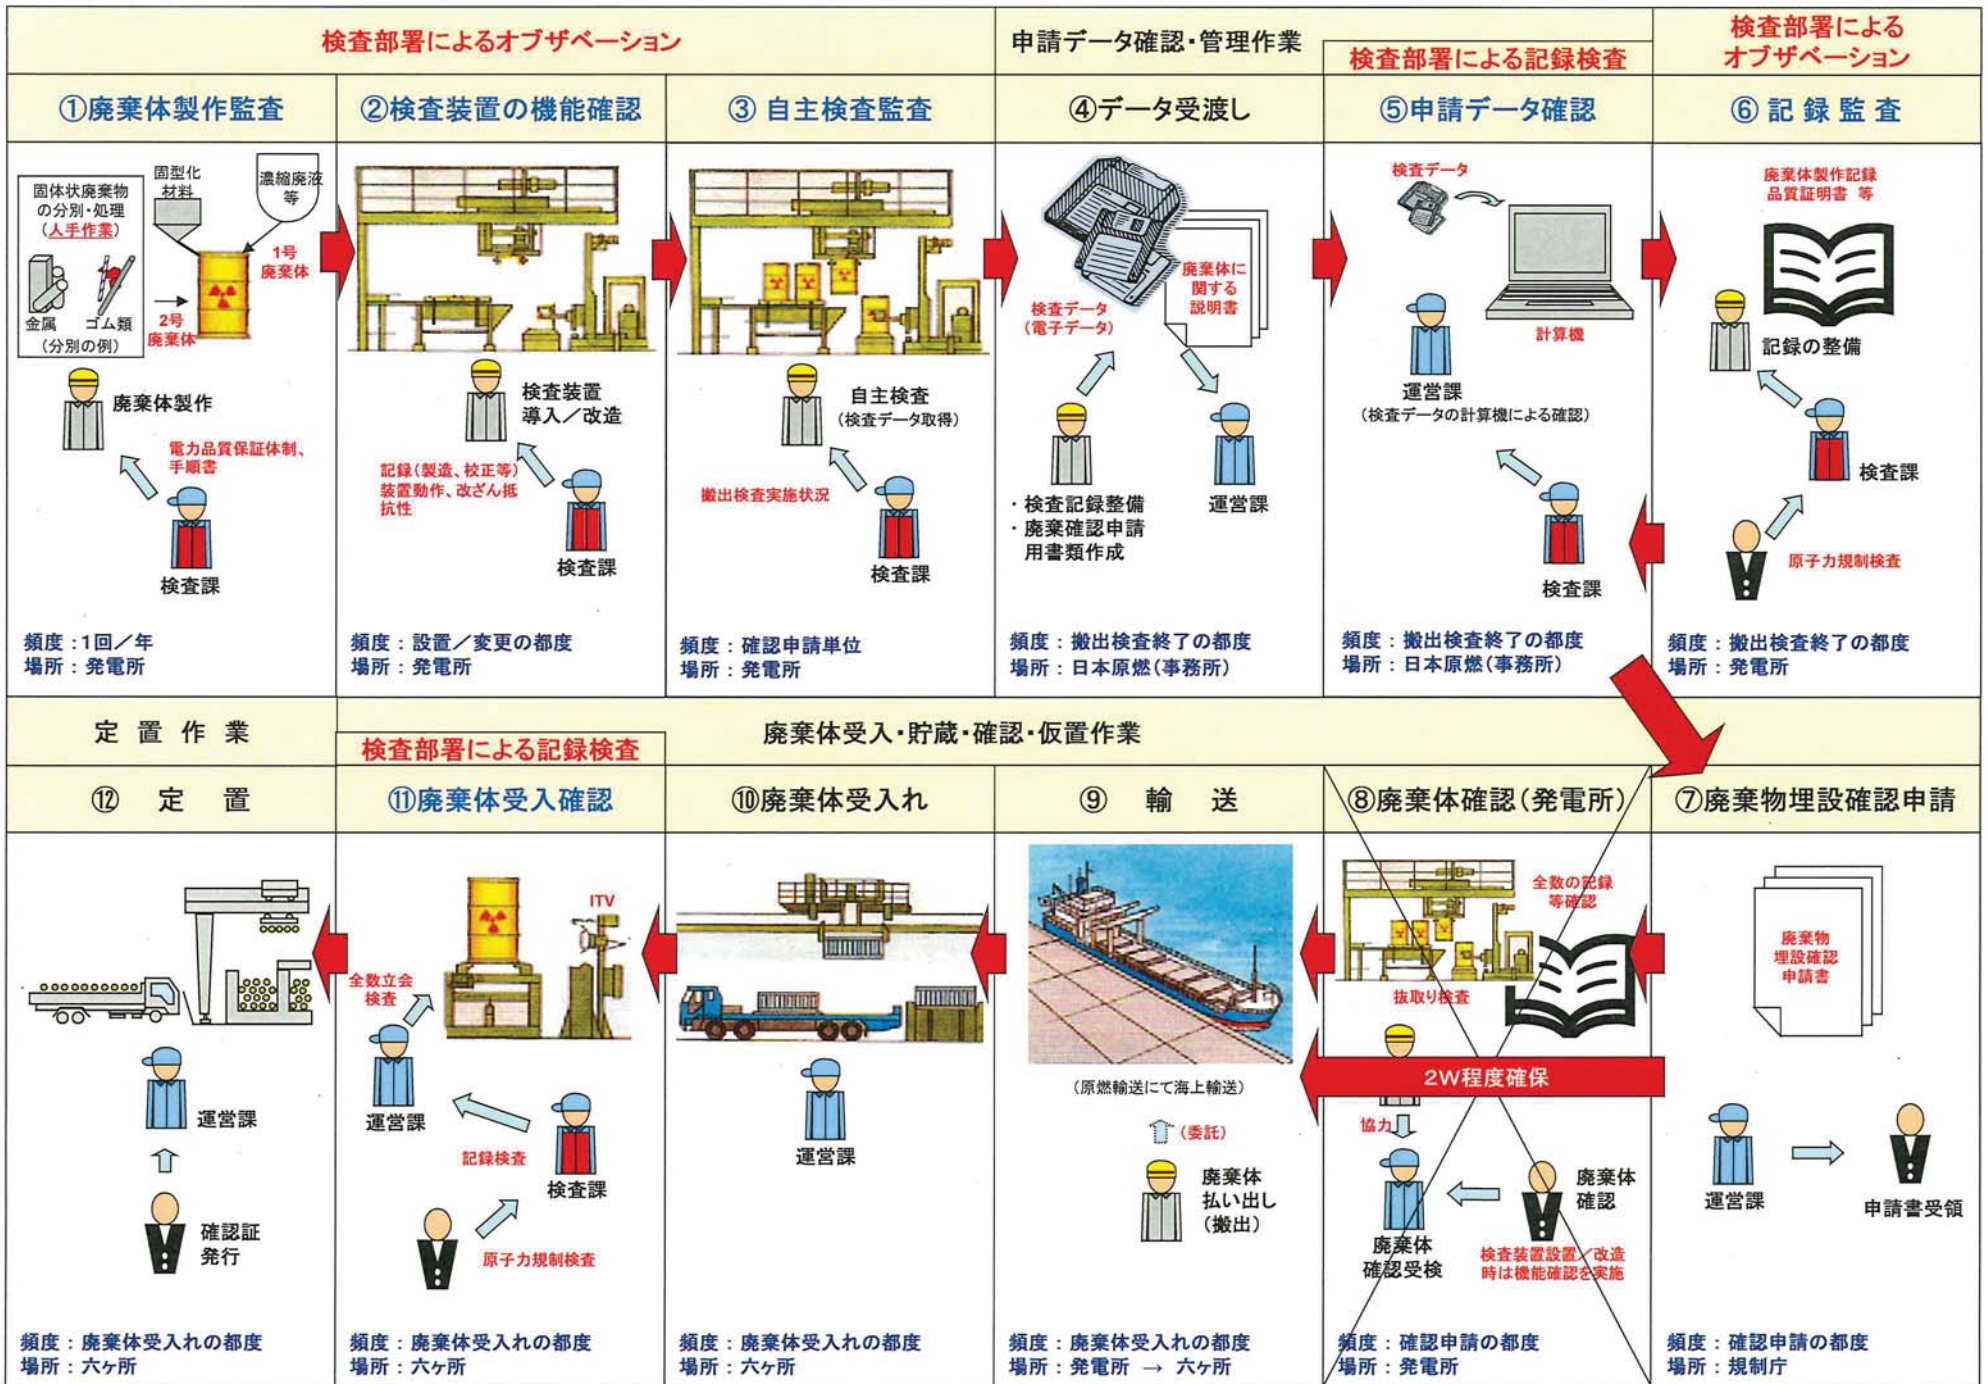 検査部署によるオブザベーション
申請データ確認・管理作業
検査部署による記録検査
検査部署による
オブザベーション
①廃棄体製作監査
②検査装置の機能確認
③ 自主検査監査
④データ受渡し
⑤申請データ確認
⑥ 記 録 監 査
固体状廃棄物
の分別・処理
(人手作業)
金属
ゴム類
(分別の例)
固型化
材料
濃縮廃液
等
1号
廃棄体
2号
廃棄体
廃棄体製作
電力品質保証体制、
手順書
検査課
頻度：1回／年
場所：発電所
検査装置
導入／改造
記録(製造、校正等)
装置動作、改ざん抵
抗性
検査課
頻度：設置／変更の都度
場所：発電所
自主検査
(検査データ取得)
搬出検査実施状況
検査課
頻度：確認申請単位
場所：発電所
検査データ
(電子データ)
廃棄体に
関する
説明書
・検査記録整備
・廃棄確認申請
用書類作成
運営課
頻度：搬出検査終了の都度
場所：日本原燃(事務所)
検査データ
計算機
運営課
(検査データの計算機による確認)
検査課
頻度：搬出検査終了の都度
場所：日本原燃(事務所)
廃棄体製作記録
品質証明書 等
記録の整備
検査課
原子力規制検査
頻度：搬出検査終了の都度
場所：発電所
定 置 作 業
検査部署による記録検査
廃棄体受入・貯蔵・確認・仮置作業
⑫ 定 置
⑪廃棄体受入確認
⑩廃棄体受入れ
⑨ 輸 送
⑧廃棄体確認(発電所)
⑦廃棄物埋設確認申請
運営課
確認証
発行
頻度：廃棄体受入れの都度
場所：六ヶ所
ITV
全数立会
検査
運営課
記録検査
検査課
原子力規制検査
頻度：廃棄体受入れの都度
場所：六ヶ所
運営課
頻度：廃棄体受入れの都度
場所：六ヶ所
(原燃輸送にて海上輸送)
(委託)
廃棄体
払い出し
(搬出)
頻度：廃棄体受入れの都度
場所：発電所 → 六ヶ所
全数の記録
等確認
抜取り検査
2W程度確保
協力
廃棄体
確認受検
廃棄体
確認
検査装置設置／改造
時は機能確認を実施
頻度：確認申請の都度
場所：発電所
廃棄物
埋設確認
申請書
運営課
申請書受領
頻度：確認申請の都度
場所：規制庁